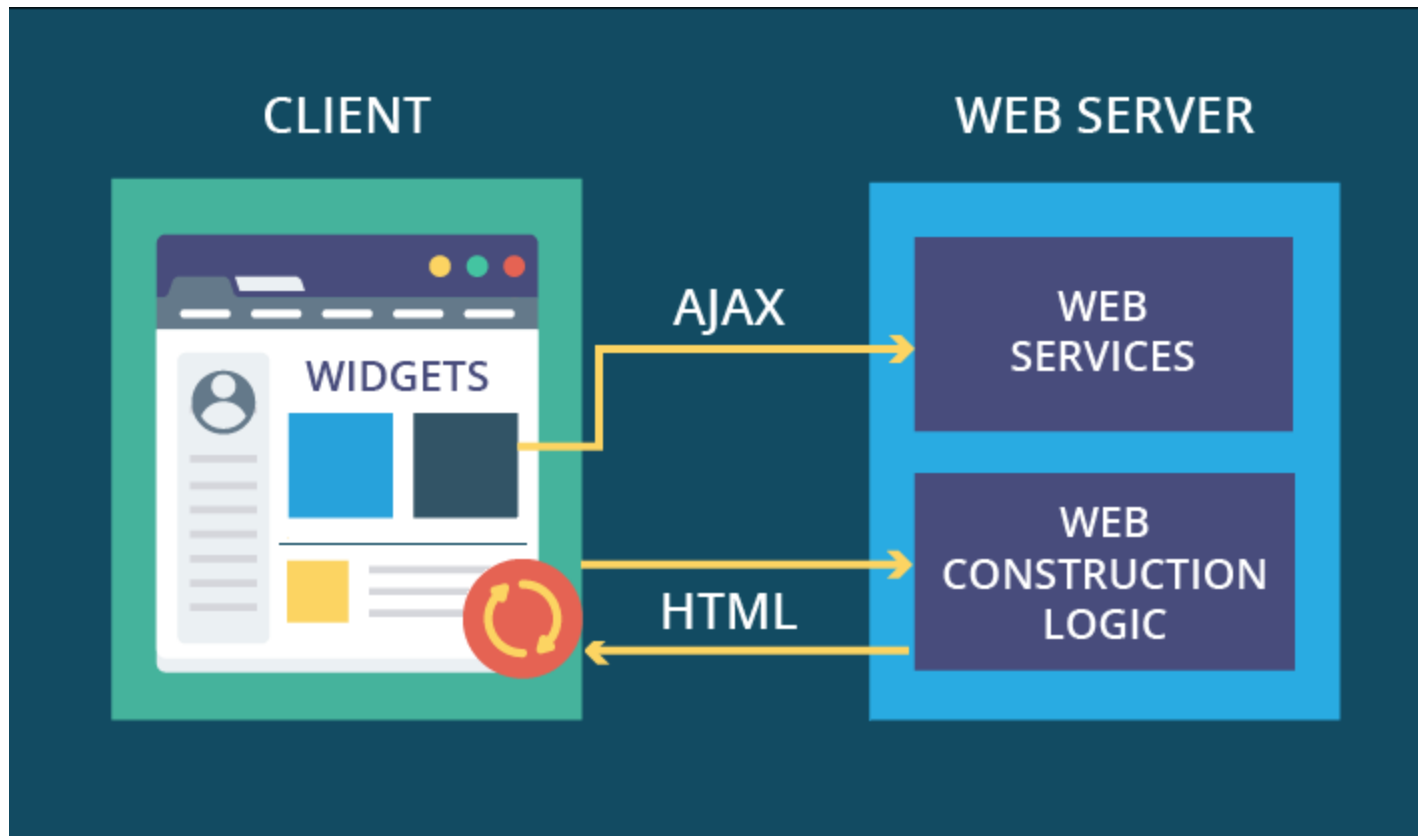 CLIENT
WEB SERVER
WIDGETS
AJAX
WEB
SERVICES
HTML
WEB
CONSTRUCTION
LOGIC